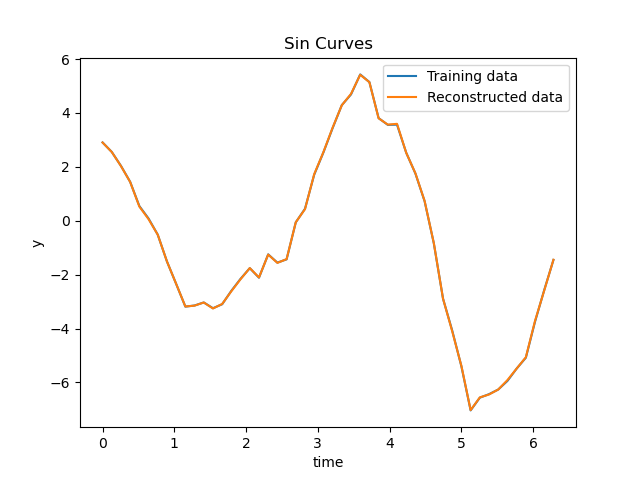 Sin Curves
Training data
Reconstructed data
6
4
2
0
−2
−4
−6
y
0 1 2 3 4 5 6
time